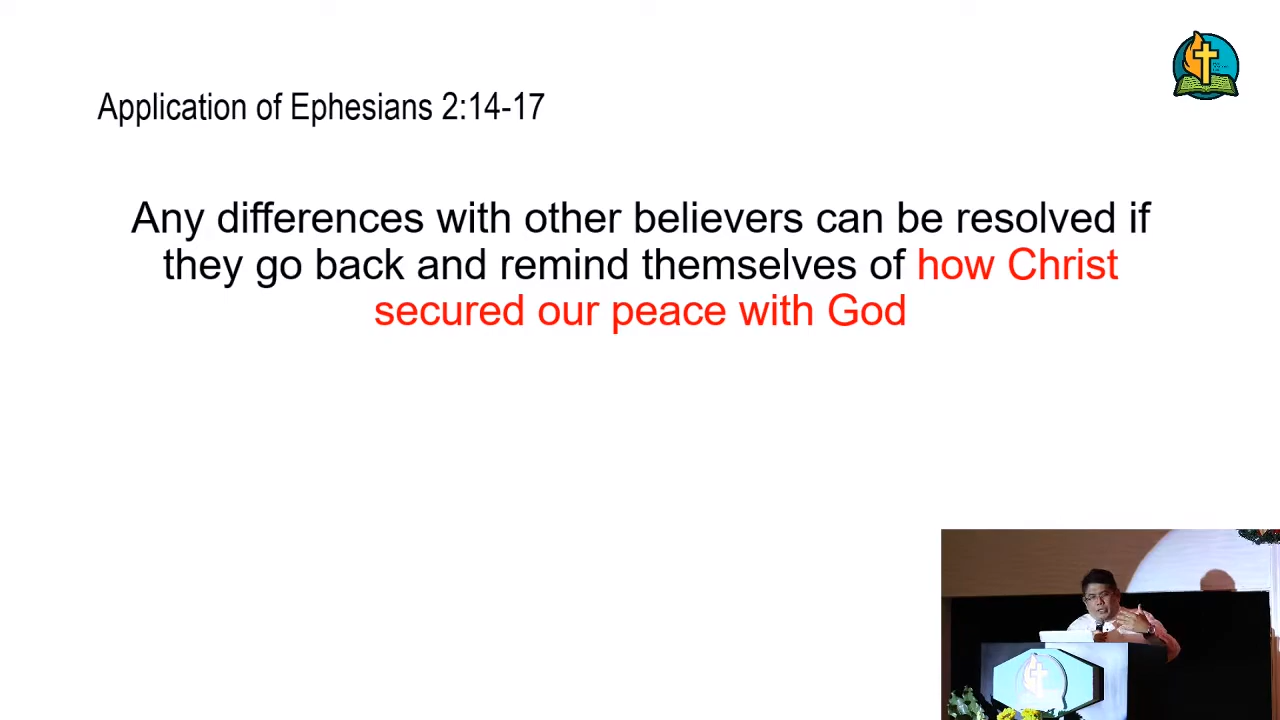 Application of Ephesians 2:14-17
Any differences with other believers can be resolved if
they go back and remind themselves of how Christ
secured our peace with God